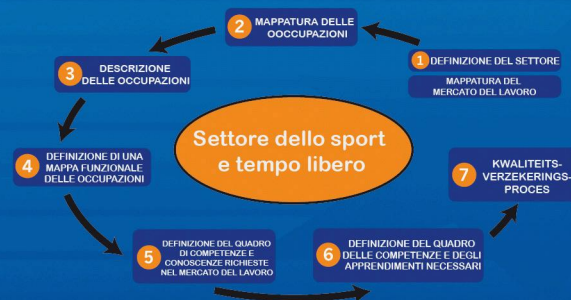 1 DEFINIZIONE DEL SETTORE
MAPPATURA DEL
MERCATO DEL LAVORO
2 MAPPATURA DELLE
OOCCUPAZIONI
3 DESCRIZIONE
DELLE OCCUPAZIONI
4 DEFINIZIONE DI UNA
MAPPA FUNZIONALE
DELLE OCCUPAZIONI
5 DEFINIZIONE DEL QUADRO
DI COMPETENZE E
CONOSCENZE RICHIESTE
NEL MERCATO DEL LAVORO
6 DEFINIZIONE DEL QUADRO
DELLE COMPETENZE E DEGLI
APPRENDIMENTI NECESSARI
7 KWALITEITS-
VERZEKERINGS-
PROCES
Settore dello sport
e tempo libero